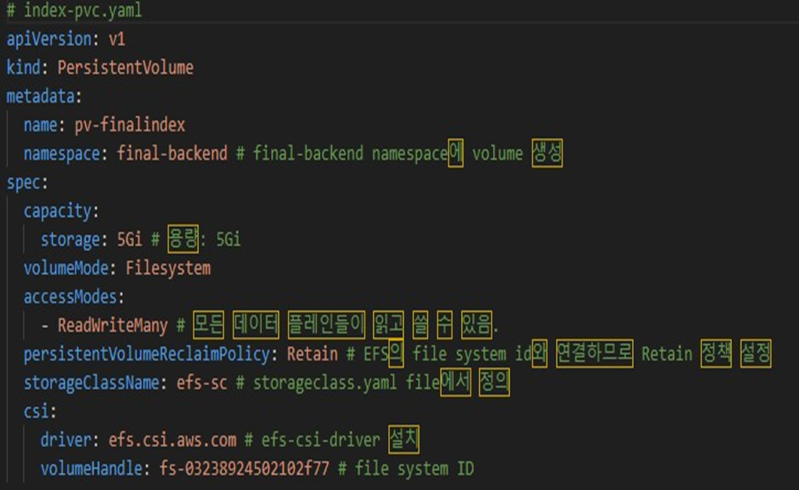 # index-pvc.yaml
apiVersion: v1
kind: PersistentVolume
metadata:
  name: pv-finalindex
  namespace: final-backend # final-backend namespace에 volume 생성
spec:
  capacity:
    storage: 5Gi # 용량: 5Gi
  volumeMode: Filesystem
  accessModes:
    - ReadWriteMany # 모든 데이터 플레인들이 읽고 쓸 수 있음.
  persistentVolumeReclaimPolicy: Retain # EFS의 file system id와 연결하므로 Retain 정책 설정
  storageClassName: efs-sc # storageclass.yaml file에서 정의
  csi:
    driver: efs.csi.aws.com # efs-csi-driver 설치
    volumeHandle: fs-03238924502102f77 # file system ID